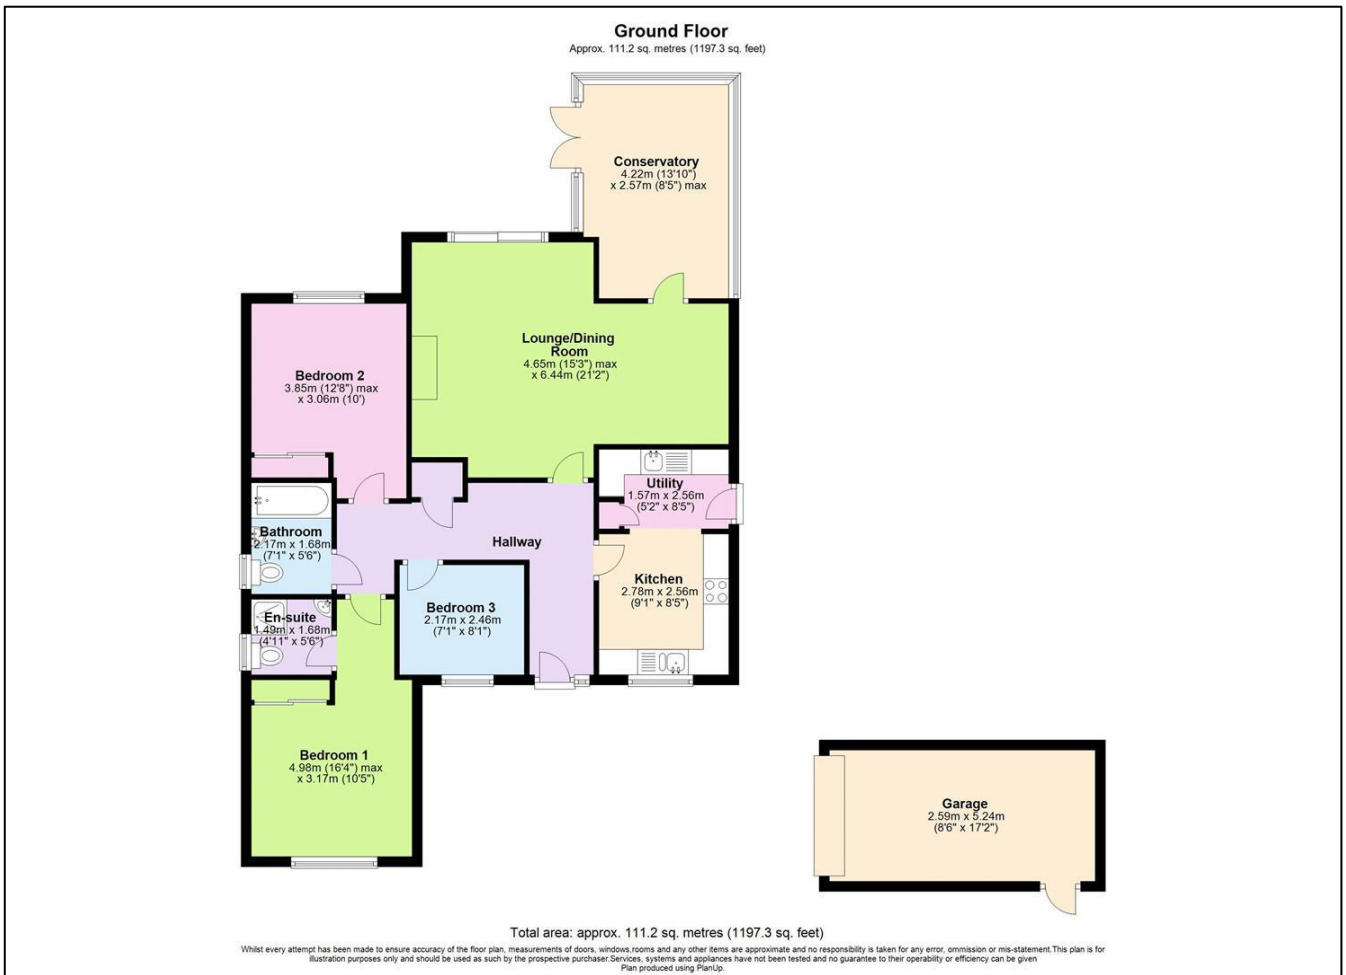 Ground Floor
Approx. 111.2 sq. metres (1197.3 sq. feet)
Conservatory
4.22m (13'10")
x 2.57m (8'5") max
Lounge/Dining
Room
4.65m (15'3") max
x 6.44m (21'2")
Bedroom 2
3.85m (12'8") max
x 3.06m (10')
Utility
1.57m x 2.56m
(5'2" x 8'5")
Bathroom
2.17m x 1.68m
(7'1" x 5'6")
Hallway
Kitchen
2.78m x 2.56m
(9'1" x 8'5")
Bedroom 3
2.17m x 2.46m
(7'1" x 8'1")
En-suite
1.49m x 1.68m
(4'11" x 5'6")
Bedroom 1
4.98m (16'4") max
x 3.17m (10'5")
Garage
2.59m x 5.24m
(8'6" x 17'2")
Total area: approx. 111.2 sq. metres (1197.3 sq. feet)
Whilst every attempt has been made to ensure accuracy of the floor plan, measurements of doors, windows,rooms and any other items are approximate and no responsibility is taken for any error, ommission or mis-statement.This plan is for
illustration purposes only and should be used as such by the prospective purchaser.Services, systems and appliances have not been tested and no guarantee to their operability or efficiency can be given
Plan produced using PlanUp.